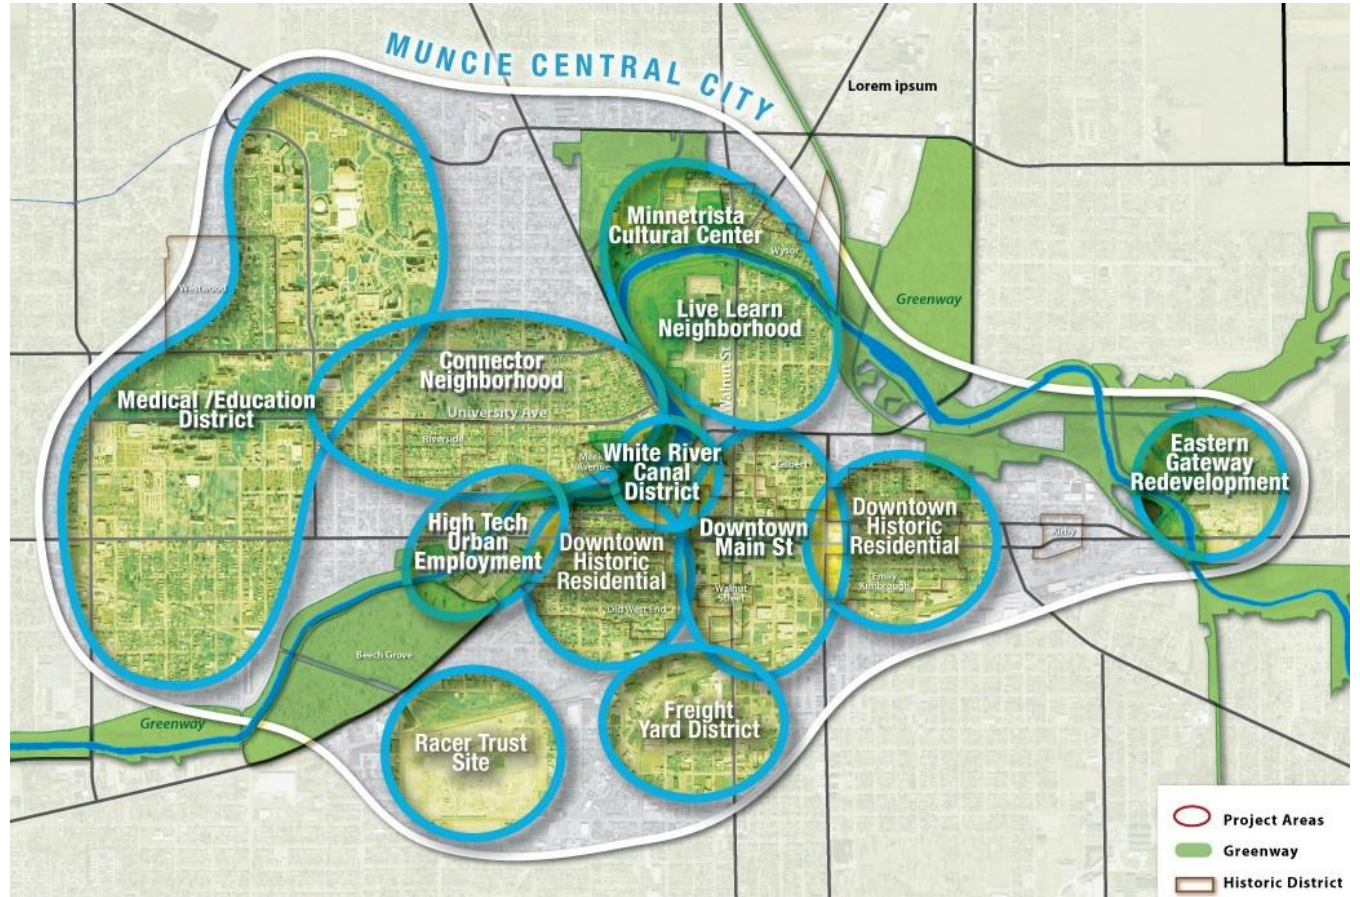 MUNCIE CENTRAL CITY
Lorem ipsum
Minnetrista
Cultural Center
Wysor
Westwood
Greenway
Live Learn
Neighborhood
Walnut St
Connector
Neighborhood
Medical /Education
District
University Ave
Riverside
Avenue
White River
Canal
District
Gilbert
Eastern
Gateway
Redevelopment
High Tech
Urban
Employment
Downtown
Historic
Residential
Old West End
Downtown
Main St
Walnut
Street
Downtown
Historic
Residential
Emily
Kimbrough
Kirby
Beech Grove
Greenway
Racer Trust
Site
Freight
Yard District
Project Areas
Greenway
Historic District